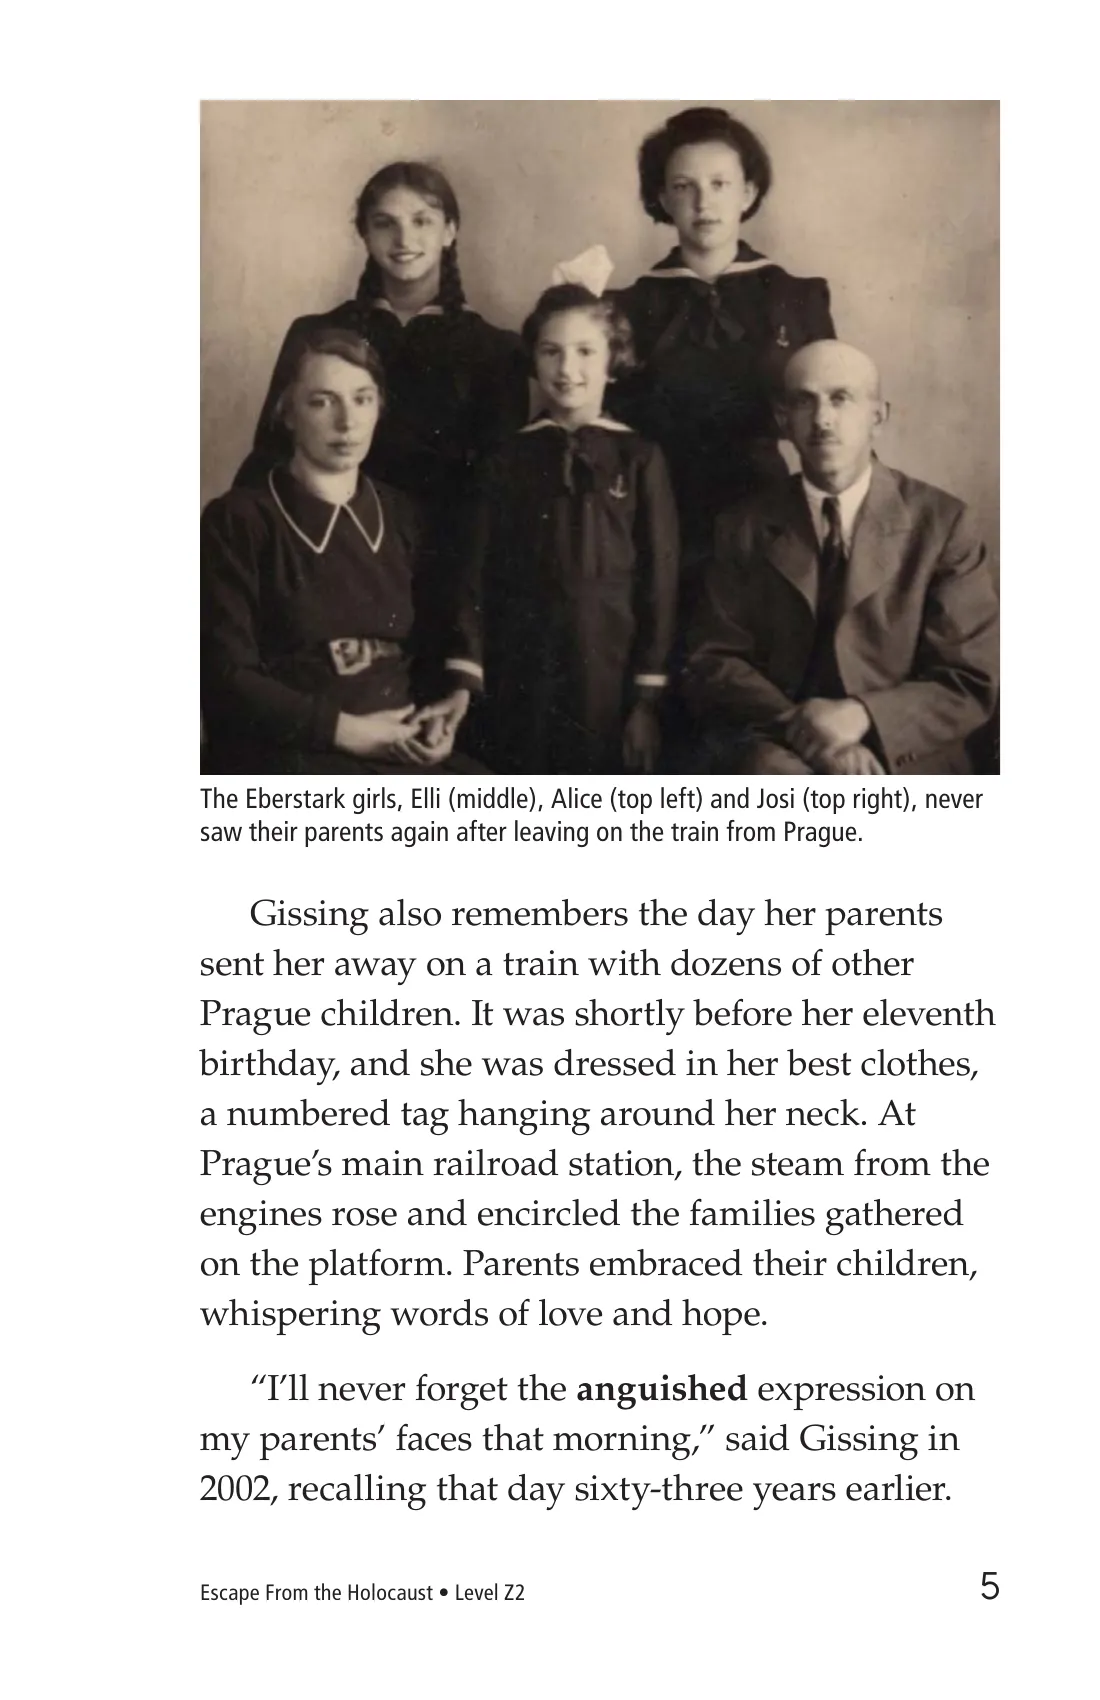 The Eberstark girls, Elli (middle), Alice (top left) and Josi (top right), never
saw their parents again after leaving on the train from Prague.
Gissing also remembers the day her parents
sent her away on a train with dozens of other
Prague children. It was shortly before her eleventh
birthday, and she was dressed in her best clothes,
a numbered tag hanging around her neck. At
Prague’s main railroad station, the steam from the
engines rose and encircled the families gathered
on the platform. Parents embraced their children,
whispering words of love and hope.
“I’ll never forget the anguished expression on
my parents’ faces that morning,” said Gissing in
2002, recalling that day sixty-three years earlier.
Escape From the Holocaust • Level Z2
5